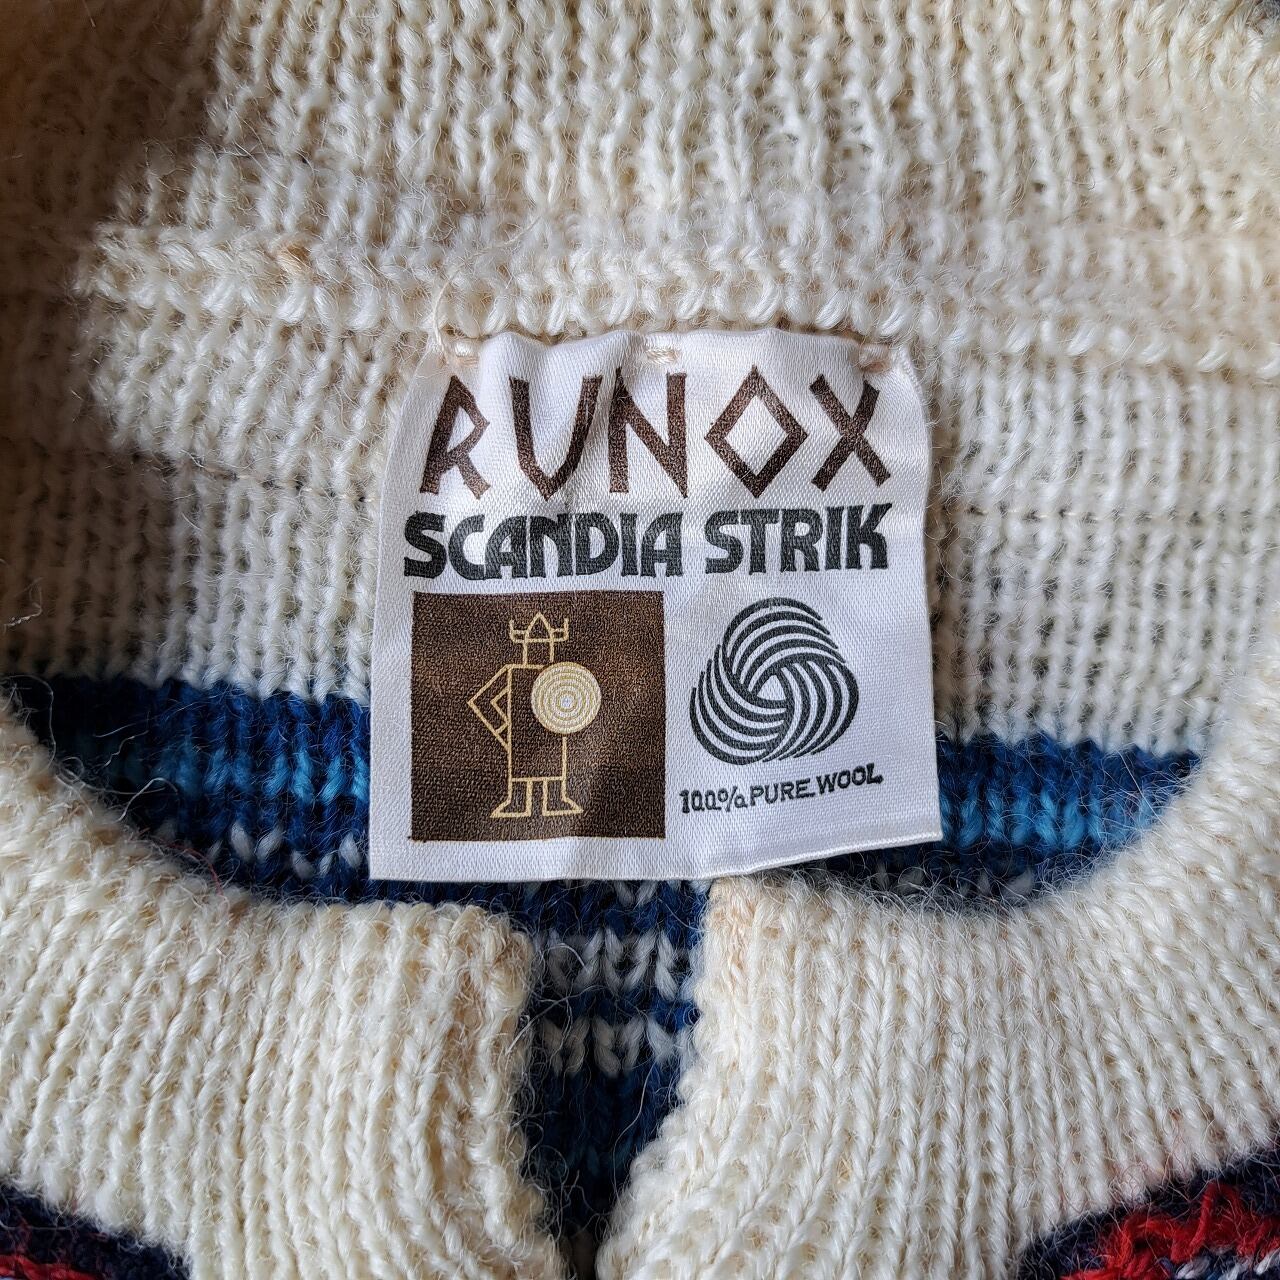 RUNOX
SCANDIA STRIK
100% PURE WOOL